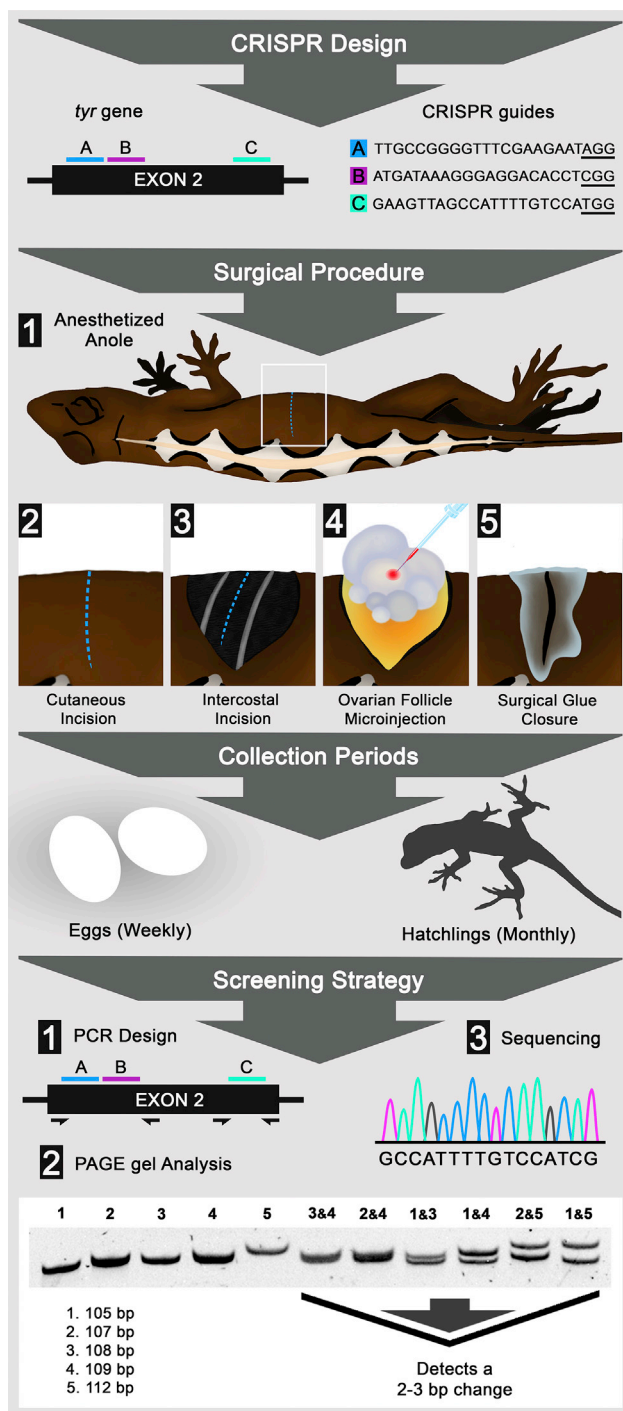 CRISPR Design
tyr gene
A B C
EXON 2
CRISPR guides
A TTGCCGGGGTTTCGAAGAATAGG
B ATGATAAAGGGAGGACACCTCGG
C GAAGTTAGCCATTTTGTCCATGG
Surgical Procedure
1 Anesthetized
Anole
2
Cutaneous
Incision
3
Intercostal
Incision
4
Ovarian Follicle
Microinjection
5
Surgical Glue
Closure
Collection Periods
Eggs (Weekly)
Hatchlings (Monthly)
Screening Strategy
1 PCR Design
A B C
EXON 2
3 Sequencing
GCCATTTTGTCCATCG
2 PAGE gel Analysis
1 2 3 4 5 3&4 2&4 1&3 1&4 2&5 1&5
1. 105 bp
2. 107 bp
3. 108 bp
4. 109 bp
5. 112 bp
Detects a
2-3 bp change